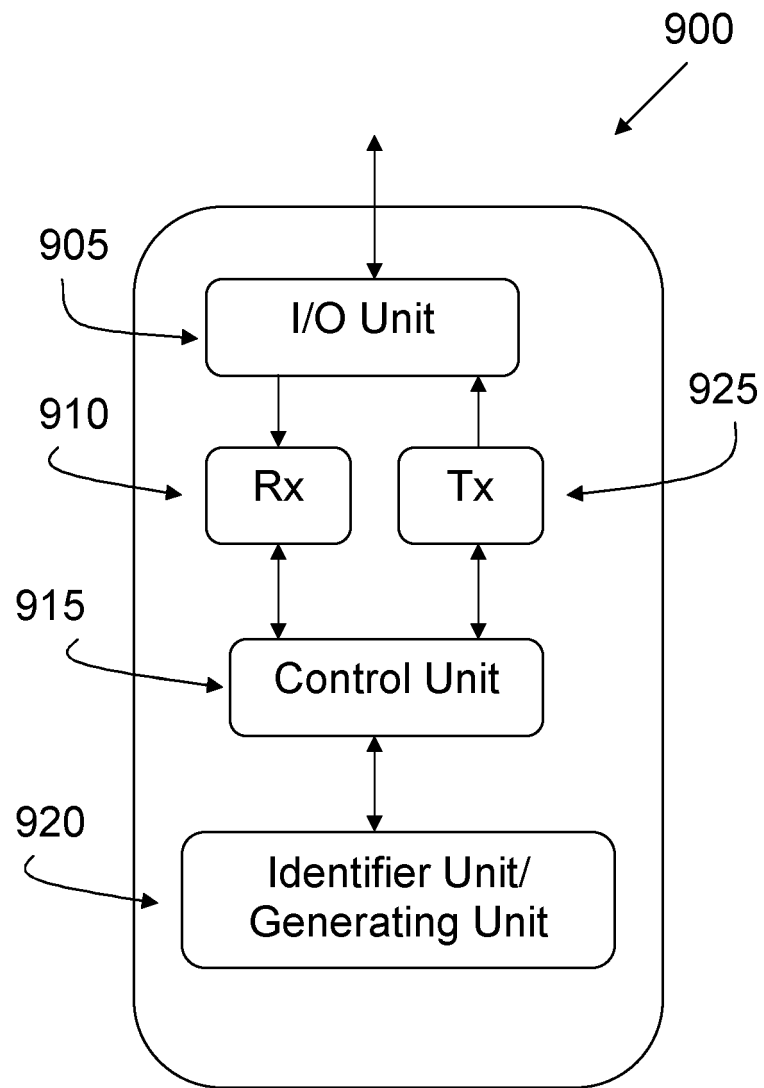 900
905
I/O Unit
910
925
Rx
Tx
915
Control Unit
920
Identifier Unit/
Generating Unit